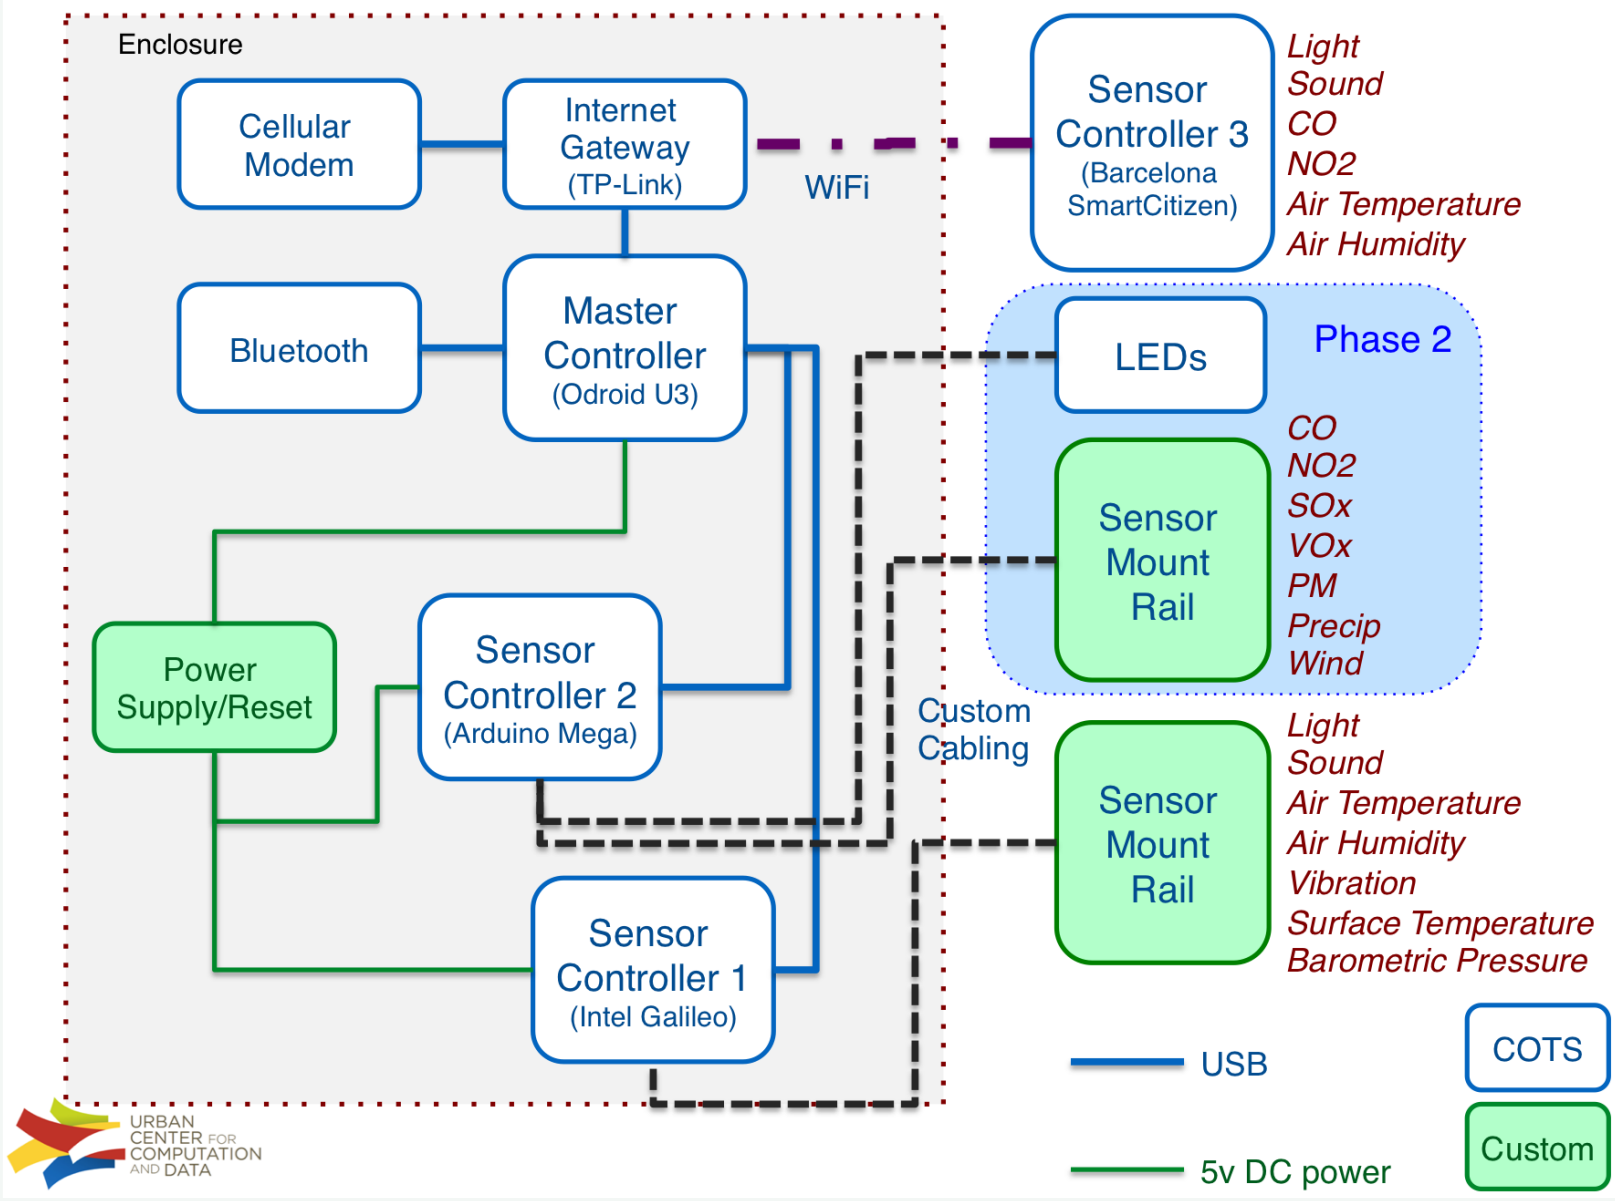 Enclosure
Cellular
Modem
Internet
Gateway
(TP-Link)
WiFi
Sensor
Controller 3
(Barcelona
SmartCitizen)
Light
Sound
CO
NO2
Air Temperature
Air Humidity
Bluetooth
Master
Controller
(Odroid U3)
LEDs
Phase 2
Sensor
Mount
Rail
CO
NO2
SOx
VOx
PM
Precip
Wind
Power
Supply/Reset
Sensor
Controller 2
(Arduino Mega)
Custom
Cabling
Sensor
Mount
Rail
Light
Sound
Air Temperature
Air Humidity
Vibration
Surface Temperature
Barometric Pressure
Sensor
Controller 1
(Intel Galileo)
USB
COTS
5v DC power
Custom
URBAN
CENTER FOR
COMPUTATION
AND DATA